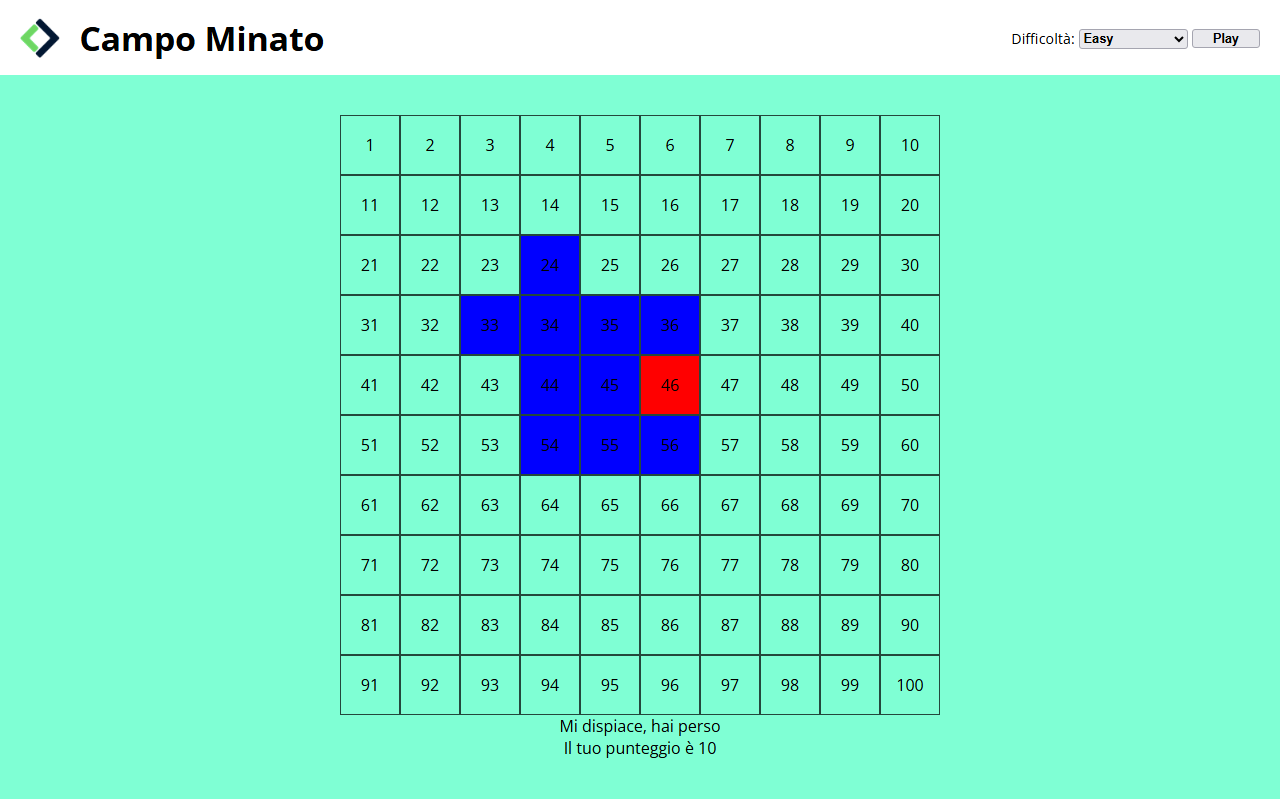 Campo Minato
Difficoltà: Easy Play
1 2 3 4 5 6 7 8 9 10
11 12 13 14 15 16 17 18 19 20
21 22 23 24 25 26 27 28 29 30
31 32 33 34 35 36 37 38 39 40
41 42 43 44 45 46 47 48 49 50
51 52 53 54 55 56 57 58 59 60
61 62 63 64 65 66 67 68 69 70
71 72 73 74 75 76 77 78 79 80
81 82 83 84 85 86 87 88 89 90
91 92 93 94 95 96 97 98 99 100
Mi dispiace, hai perso
Il tuo punteggio è 10